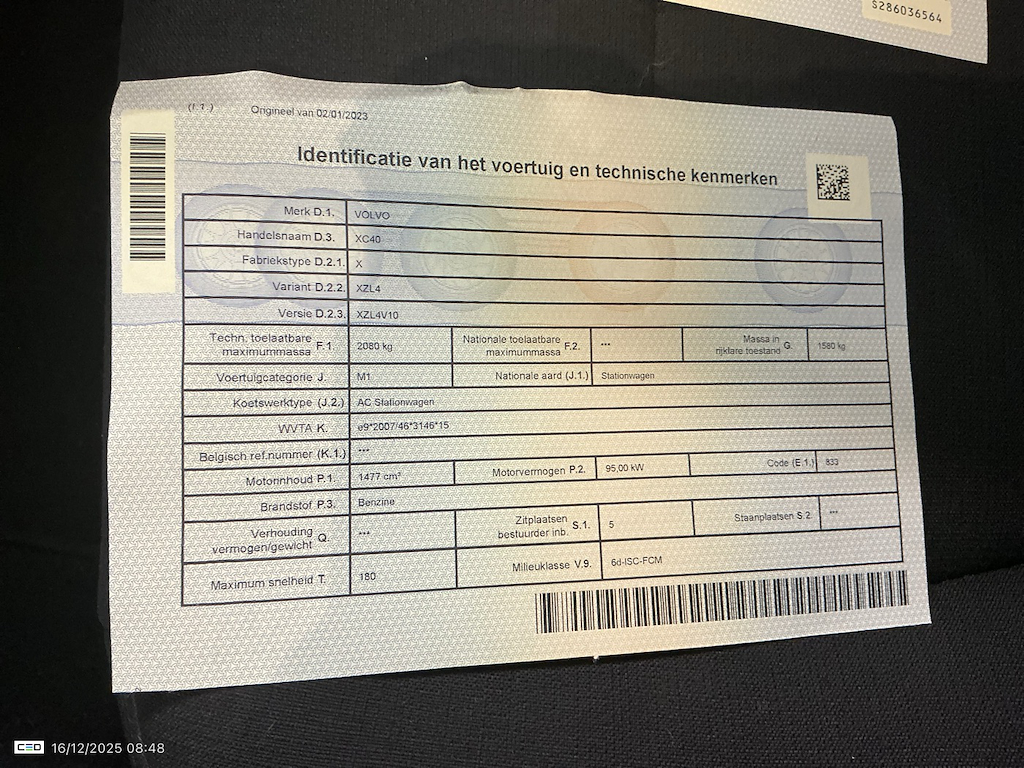 S286036564
(I.1.) Origineel van 02/01/2023
Identificatie van het voertuig en technische kenmerken
Merk D.1. VOLVO
Handelsnaam D.3. XC40
Fabriekstype D.2.1. X
Variant D.2.2. XZL4
Versie D.2.3. XZL4V10
Techn. toelaatbare maximummassa F.1. 2080 kg Nationale toelaatbare maximummassa F.2. *** Massa in rijklare toestand G. 1580 kg
Voertuigcategorie J. M1 Nationale aard (J.1.) Stationwagen
Koetswerktype (J.2.) AC Stationwagen
WVTA K. e9*2007/46*3146*15
Belgisch ref.nummer (K.1.) ***
Motorinhoud P.1. 1477 cm³ Motorvermogen P.2. 95,00 kW Code (E.1.) 833
Brandstof P.3. Benzine
Verhouding vermogen/gewicht Q. *** Zitplaatsen bestuurder inb. S.1. 5 Staanplaatsen S.2. ***
Maximum snelheid T. 180 Milieuklasse V.9. 6d-ISC-FCM
CEO 16/12/2025 08:48